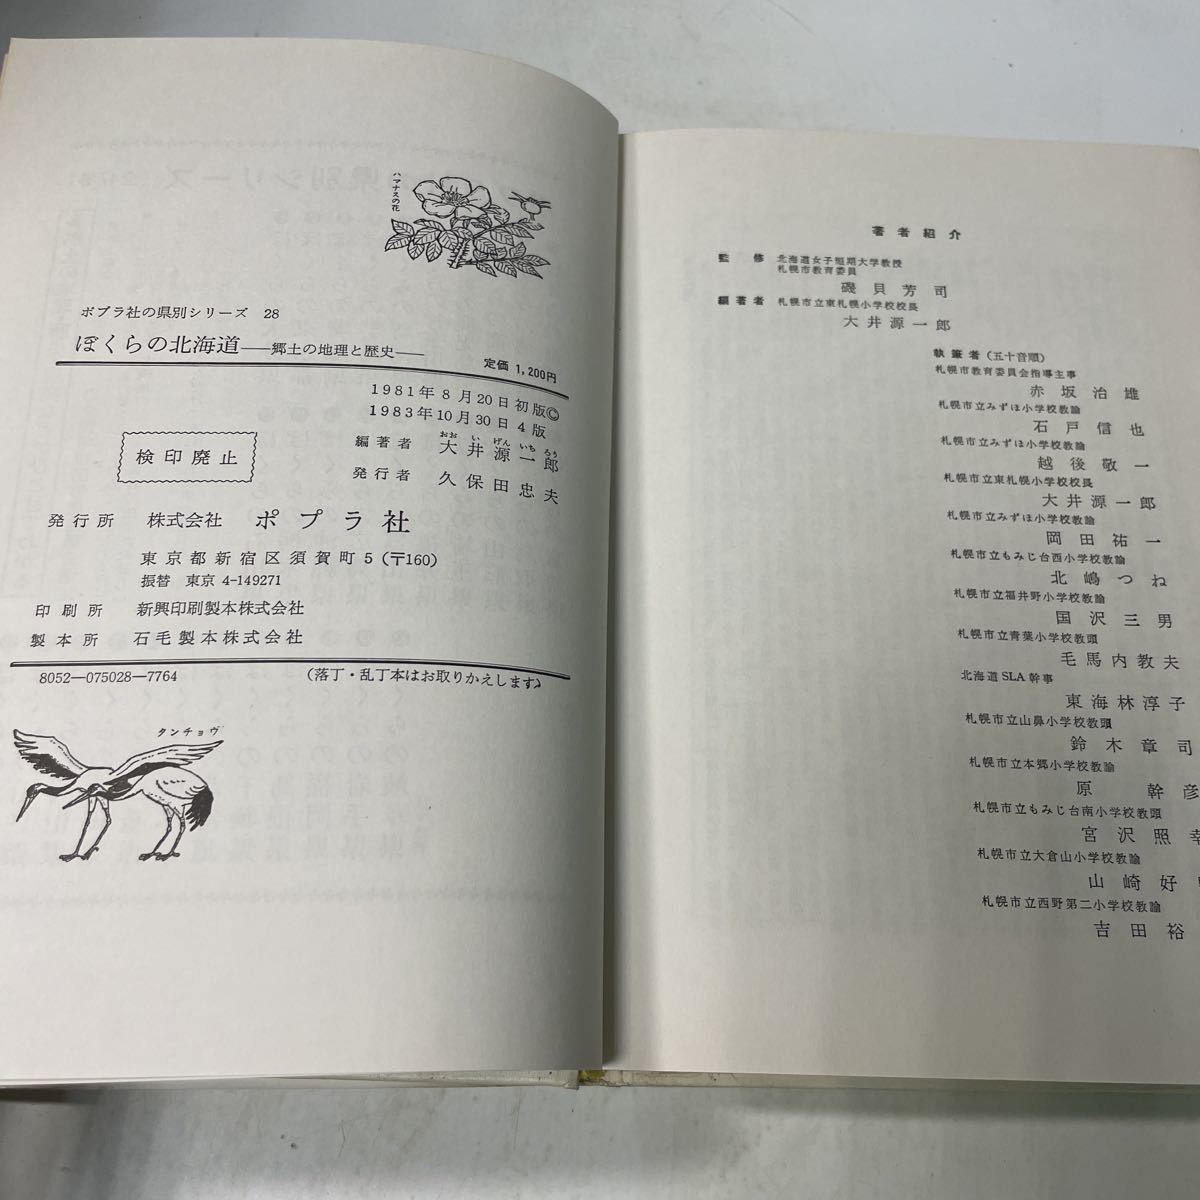 ハマナスの花
ポプラ社の県別シリーズ 28
ぼくらの北海道——郷土の地理と歴史——
定価 1,200円
1981年 8月20日 初版©
1983年10月30日 4版
検印廃止
編著者 大井源一郎
おお い げん いち ろう
発行者 久保田忠夫
発行所 株式会社 ポプラ社
東京都新宿区須賀町5(〒160)
振替 東京 4-149271
印刷所 新興印刷製本株式会社
製本所 石毛製本株式会社
8052—075028—7764 (落丁・乱丁本はお取りかえします)
タンチョヴ
著者紹介
監修 北海道女子短期大学教授
札幌市教育委員
磯貝芳司
編著者 札幌市立東札幌小学校校長
大井源一郎
執筆者(五十音順)
札幌市教育委員会指導主事
赤坂治雄
札幌市立みずほ小学校教諭
石戸信也
札幌市立みずほ小学校教諭
越後敬一
札幌市立東札幌小学校校長
大井源一郎
札幌市立みずほ小学校教諭
岡田祐一
札幌市立もみじ台西小学校教諭
北嶋つね
札幌市立福井野小学校教諭
国沢三男
札幌市立青葉小学校教頭
毛馬内教夫
北海道SLA幹事
東海林淳子
札幌市立山鼻小学校教頭
鈴木章司
札幌市立本郷小学校教諭
原幹彦
札幌市立もみじ台南小学校教頭
宮沢照幸
札幌市立大倉山小学校教諭
山崎好
札幌市立西野第二小学校教諭
吉田裕